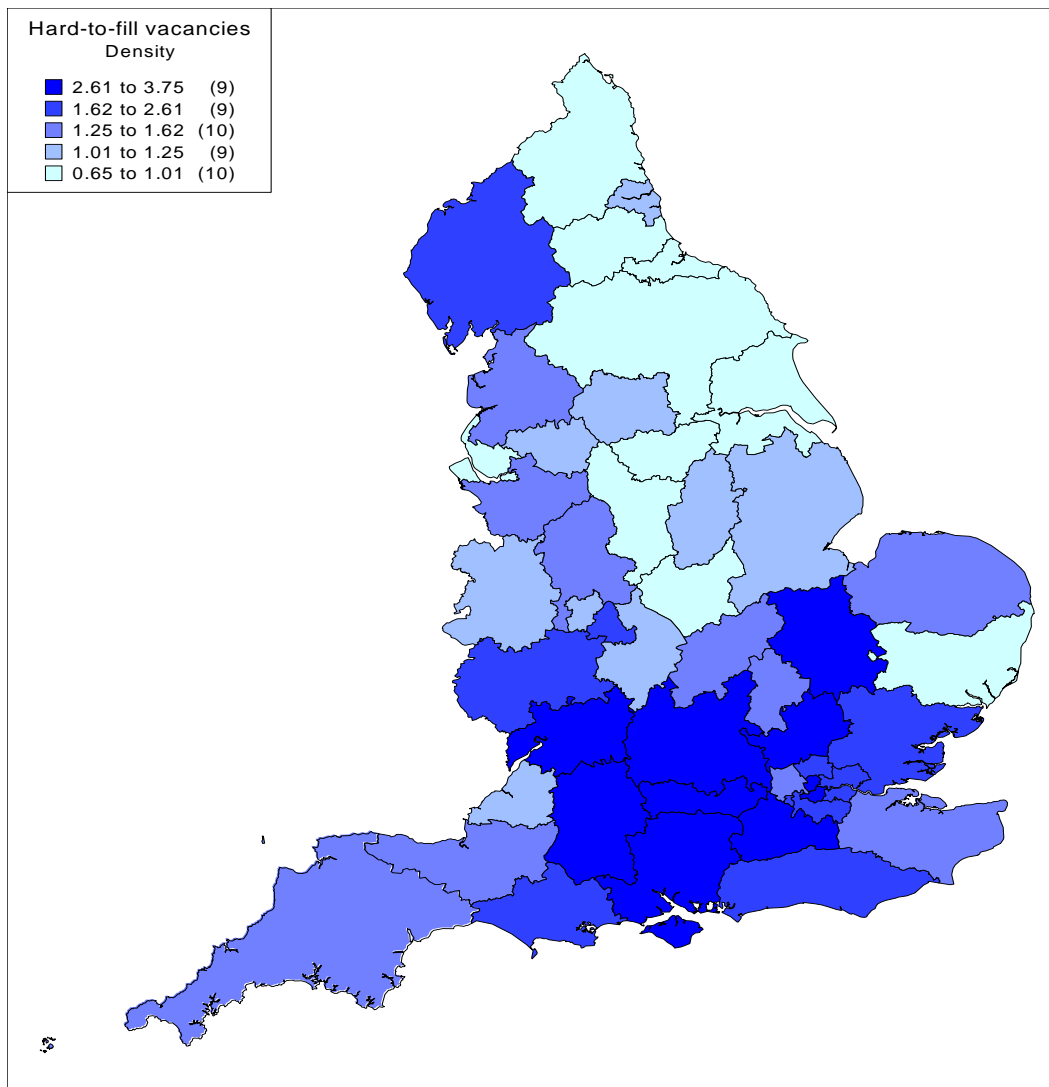 Hard-to-fill vacancies
Density
2.61 to 3.75 (9)
1.62 to 2.61 (9)
1.25 to 1.62 (10)
1.01 to 1.25 (9)
0.65 to 1.01 (10)